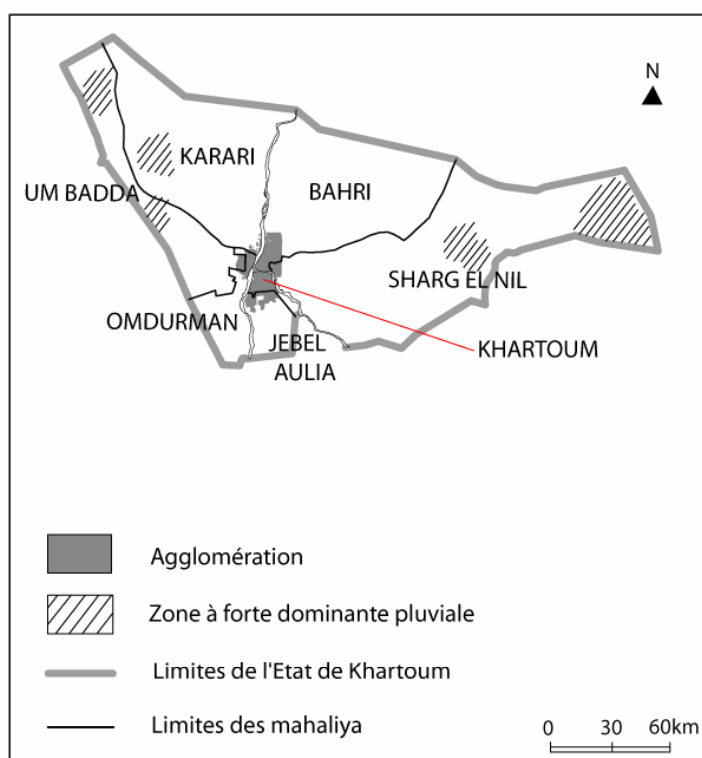 N
KARARI
BAHRI
UM BADDA
SHARG EL NIL
OMDURMAN
JEBEL
AULIA
KHARTOUM
Agglomération
Zone à forte dominante pluviale
Limites de l'Etat de Khartoum
Limites des mahaliya
0 30 60km